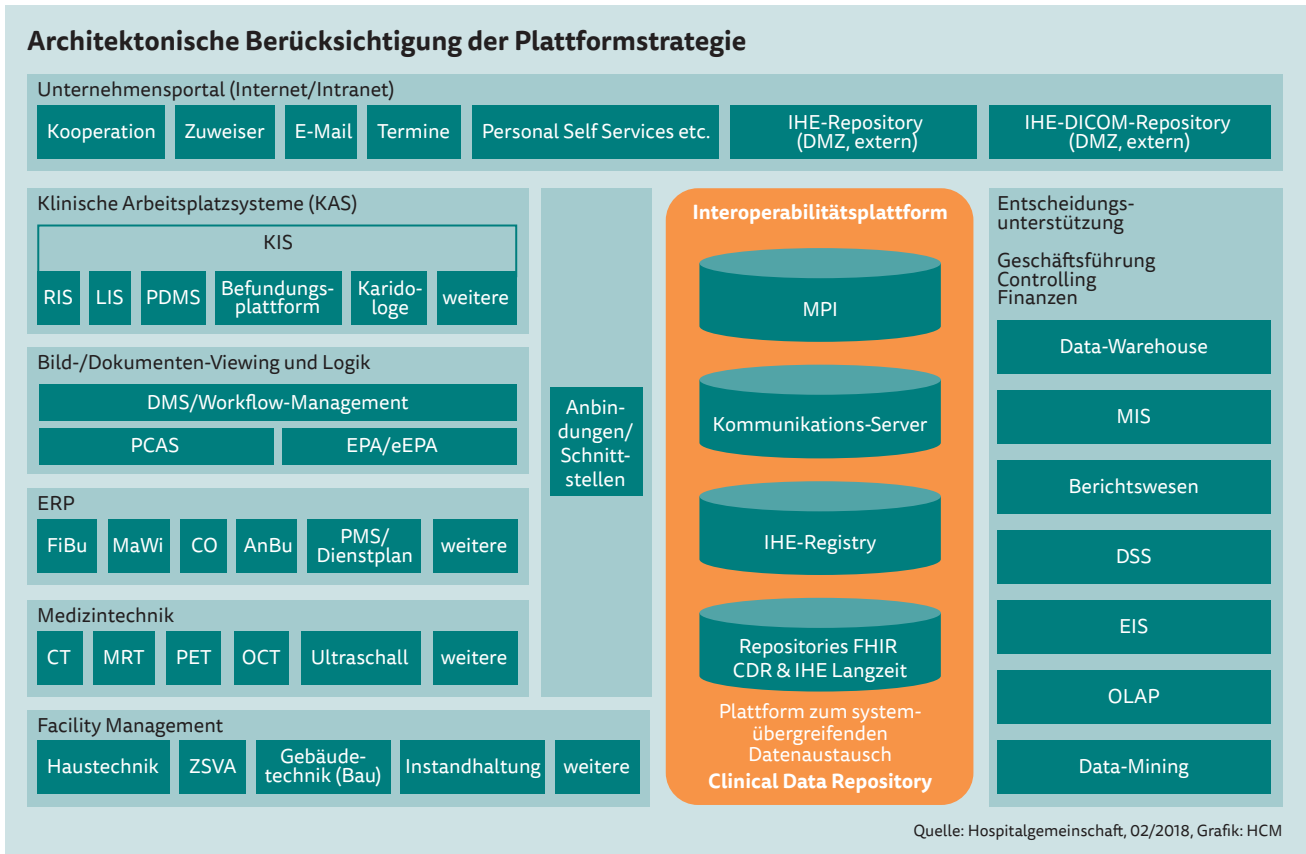 Architektonische Berücksichtigung der Plattformstrategie
Unternehmensportal (Internet/Intranet)
Kooperation
Zuweiser
E-Mail
Termine
Personal Self Services etc.
IHE-Repository
(DMZ, extern)
IHE-DICOM-Repository
(DMZ, extern)
Klinische Arbeitsplatzsysteme (KAS)
KIS
RIS
LIS
PDMS
Befundungs-
plattform
Karido-
loge
weitere
Bild-/Dokumenten-Viewing und Logik
DMS/Workflow-Management
PCAS
EPA/eEPA
ERP
FiBu
MaWi
CO
AnBu
PMS/
Dienstplan
weitere
Medizintechnik
CT
MRT
PET
OCT
Ultraschall
weitere
Facility Management
Haustechnik
ZSVA
Gebäude-
technik (Bau)
Instandhaltung
weitere
Anbin-
dungen/
Schnitt-
stellen
Interoperabilitätsplattform
MPI
Kommunikations-Server
IHE-Registry
Repositories FHIR
CDR & IHE Langzeit
Plattform zum system-
übergreifenden
Datenaustausch
Clinical Data Repository
Entscheidungs-
unterstützung
Geschäftsführung
Controlling
Finanzen
Data-Warehouse
MIS
Berichtswesen
DSS
EIS
OLAP
Data-Mining
Quelle: Hospitalgemeinschaft, 02/2018, Grafik: HCM